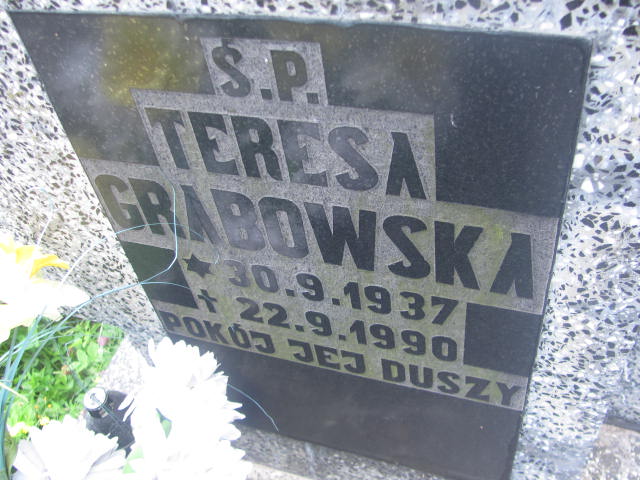 Ś.P.
TERESA
GRABOWSKA
★ 30.9.1937
✝ 22.9.1990
POKÓJ JEJ DUSZY